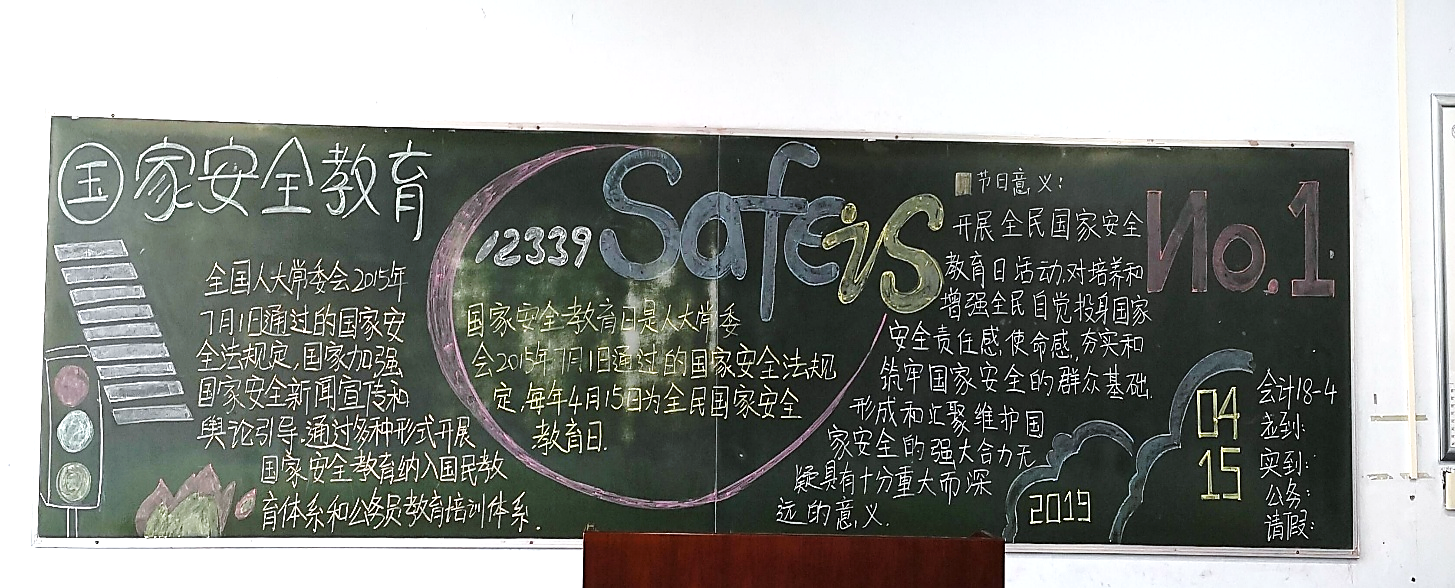 国家安全教育
全国人大常委会2015年
7月1日通过的国家安
全法规定,国家加强
国家安全新闻宣传和
舆论引导,通过多种形式开展
国家安全教育纳入国民教
育体系和公务员教育培训体系.
12339
Safe is
No.1
国家安全教育日是人大常委
会2015年7月1日通过的国家安全法规
定,每年4月15日为全民国家安全
教育日.
节日意义:
开展全民国家安全
教育日活动,对培养和
增强全民自觉投身国家
安全责任感,使命感,夯实和
筑牢国家安全的群众基础,
形成和汇聚维护国
家安全的强大合力无
疑具有十分重大而深
远的意义.
2019
04
15
会计18-4
应到:
实到:
公务:
请假: